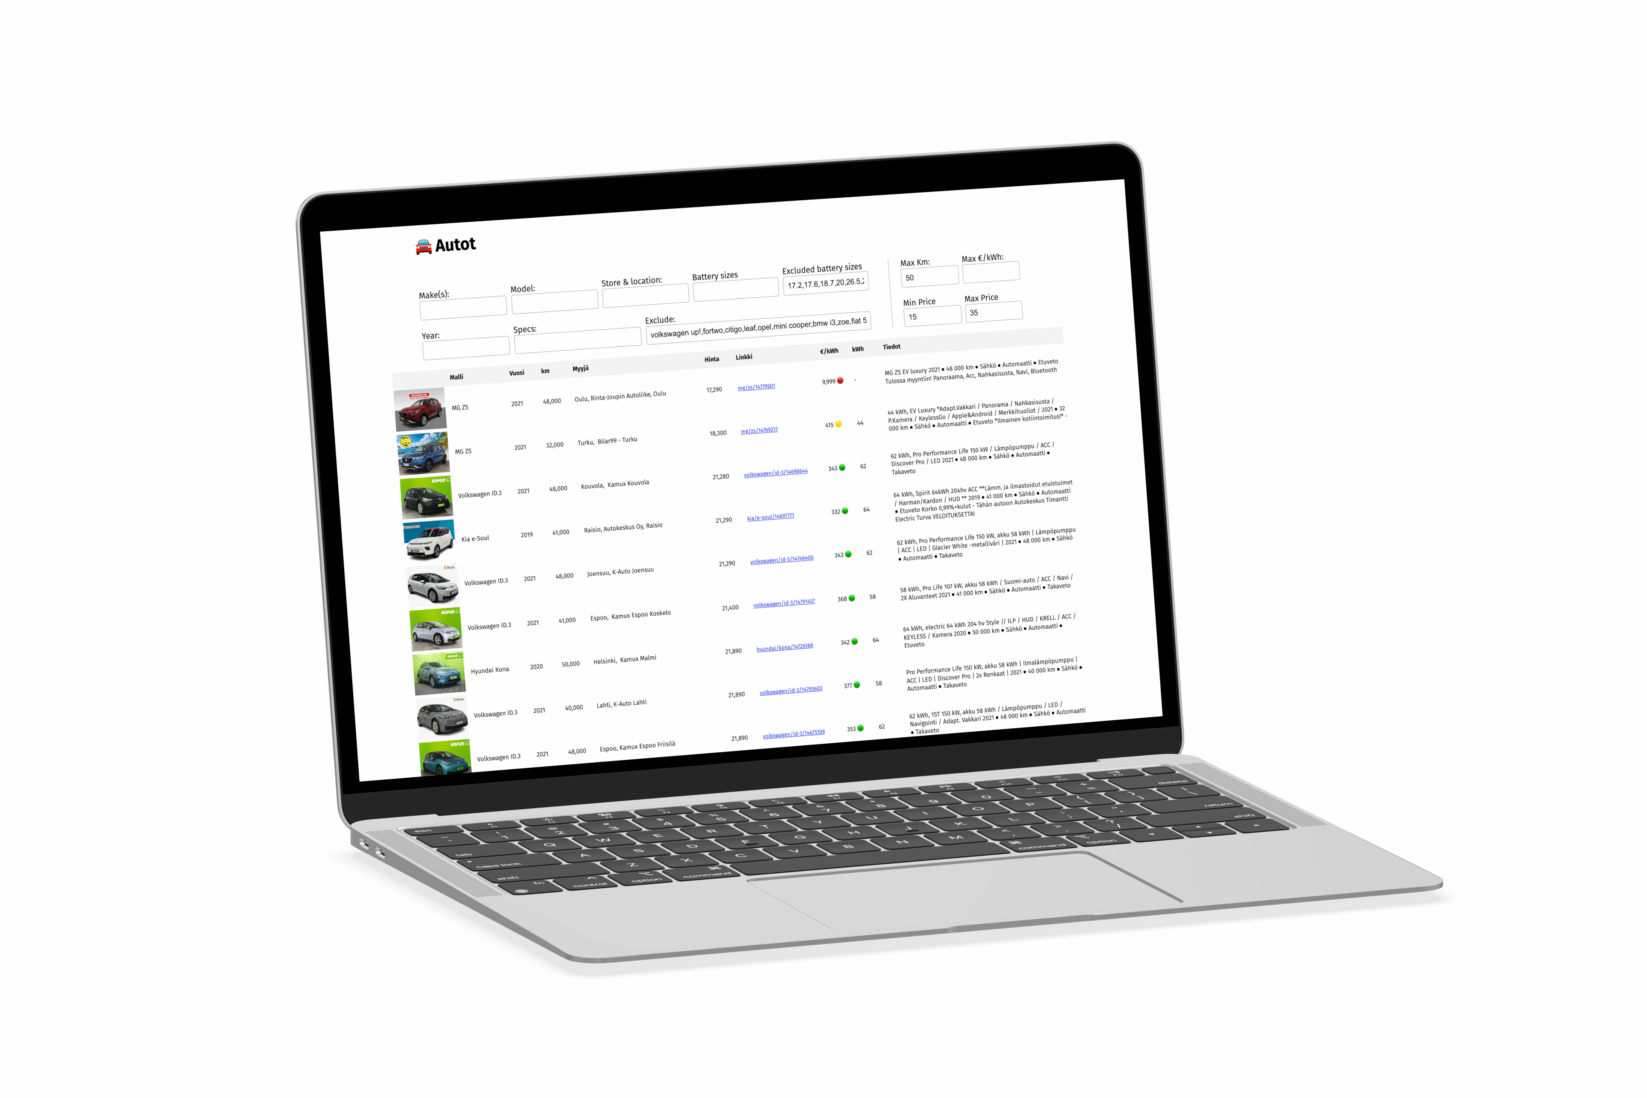 Autot
Make(s):
Model:
Store & location:
Battery sizes
Excluded battery sizes
17.2,17.6,18.7,20,26.5,
Max Km:
50
Max €/kWh:
Year:
Specs:
Exclude:
volkswagen up!,fortwo,citigo,leaf,opel,mini cooper,bmw i3,zoe,fiat 5
Min Price
15
Max Price
35
Malli Vuosi km Myyjä Hinta Linkki €/kWh kWh Tiedot
MG ZS 2021 48,000 Oulu, Rinta-Joupin Autoliike, Oulu 17,290 mg/zs/14779501 9,999 -
MG ZS EV luxury 2021 ● 48 000 km ● Sähkö ● Automaatti ● Etuveto
Tulossa myyntiin! Panoraama, Acc, Nahkasisusta, Navi, Bluetooth
MG ZS 2021 32,000 Turku, Bilar99 - Turku 18,300 mg/zs/14769217 415 44
44 kWh, EV Luxury *Adapt.Vakkari / Panorama / Nahkasisusta /
P.Kamera / KeylessGo / Apple&Android / Merkkihuollot / 2021 ● 32
000 km ● Sähkö ● Automaatti ● Etuveto *Ilmainen kotiintoimitus!* -
Volkswagen ID.3 2021 48,000 Kouvola, Kamux Kouvola 21,280 volkswagen/id-3/14698644 343 62
62 kWh, Pro Performance Life 150 kW / Lämpöpumppu / ACC /
Discover Pro / LED 2021 ● 48 000 km ● Sähkö ● Automaatti ●
Takaveto
Kia e-Soul 2019 41,000 Raisio, Autokeskus Oy, Raisio 21,290 kia/e-soul/14697771 332 64
64 kWh, Spirit 64kWh 204hv ACC **Lämm. ja ilmastoidut etuistuimet
/ Harman/Kardon / HUD ** 2019 ● 41 000 km ● Sähkö ● Automaatti
● Etuveto Korko 0,99%+kulut - Tähän autoon Autokeskus Timantti
Electric Turva VELOITUKSETTA!
Volkswagen ID.3 2021 48,000 Joensuu, K-Auto Joensuu 21,290 volkswagen/id-3/14746400 343 62
62 kWh, Pro Performance Life 150 kW, akku 58 kWh | Lämpöpumppu
| ACC | LED | Glacier White -metalliväri | 2021 ● 48 000 km ● Sähkö
● Automaatti ● Takaveto
Volkswagen ID.3 2021 41,000 Espoo, Kamux Espoo Koskelo 21,400 volkswagen/id-3/14791457 368 58
58 kWh, Pro Life 107 kW, akku 58 kWh / Suomi-auto / ACC / Navi /
2X Aluvanteet 2021 ● 41 000 km ● Sähkö ● Automaatti ● Takaveto
Hyundai Kona 2020 50,000 Helsinki, Kamux Malmi 21,890 hyundai/kona/14726169 342 64
64 kWh, electric 64 kWh 204 hv Style // ILP / HUD / KRELL / ACC /
KEYLESS / Kamera 2020 ● 50 000 km ● Sähkö ● Automaatti ●
Etuveto
Volkswagen ID.3 2021 40,000 Lahti, K-Auto Lahti 21,890 volkswagen/id-3/14793603 377 58
Pro Performance Life 150 kW, akku 58 kWh | Ilmalämpöpumppu |
ACC | LED | Discover Pro | 2x Renkaat | 2021 ● 40 000 km ● Sähkö ●
Automaatti ● Takaveto
Volkswagen ID.3 2021 48,000 Espoo, Kamux Espoo Friisilä 21,890 volkswagen/id-3/14675939 353 62
62 kWh, 1ST 150 kW, akku 58 kWh / Lämpöpumppu / LED /
Navigointi / Adapt. Vakkari 2021 ● 48 000 km ● Sähkö ● Automaatti
● Takaveto
esc
delete
tab Q W E R T Y U I O P
return
caps lock A S D F G H J K L
shift Z X C V B N M shift
fn control option command command option